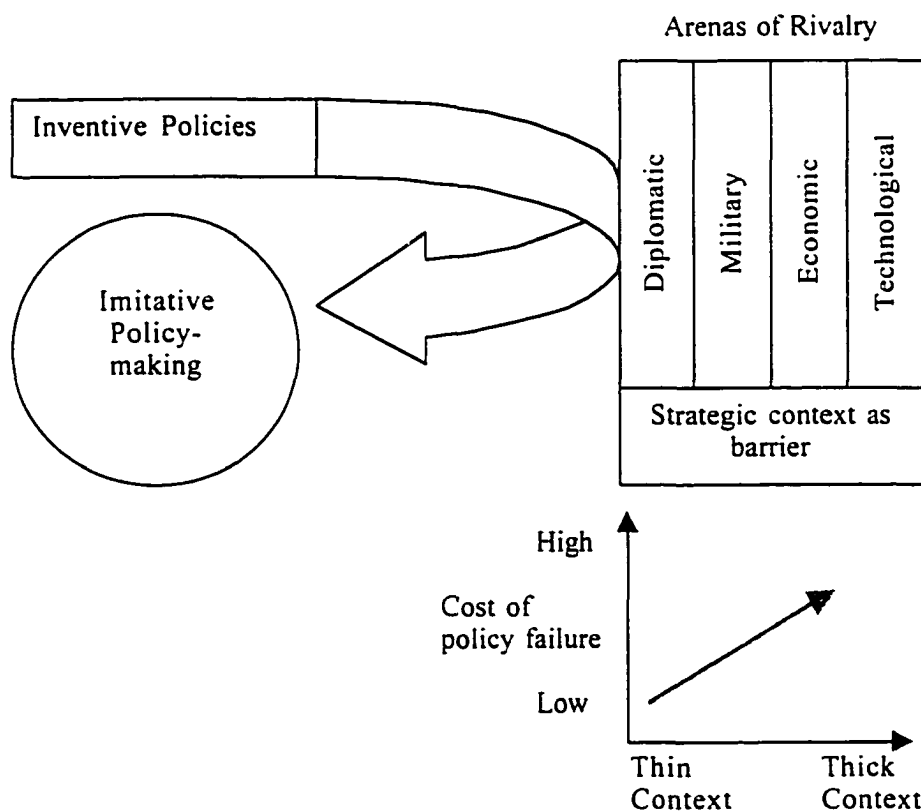 Arenas of Rivalry
Inventive Policies
Diplomatic
Military
Economic
Technological
Imitative
Policy-
making
Strategic context as
barrier
High
Cost of
policy failure
Low
Thin
Context
Thick
Context